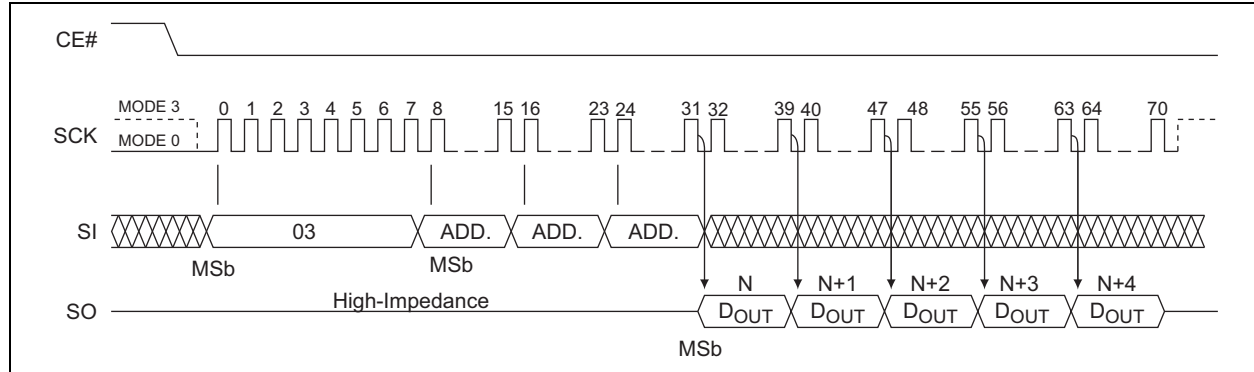 CE#
MODE 3 0 1 2 3 4 5 6 7 8 15 16 23 24 31 32 39 40 47 48 55 56 63 64 70
SCK MODE 0
SI 03 ADD. ADD. ADD.
MSb MSb
N N+1 N+2 N+3 N+4
High-Impedance
SO DOUT DOUT DOUT DOUT DOUT
MSb